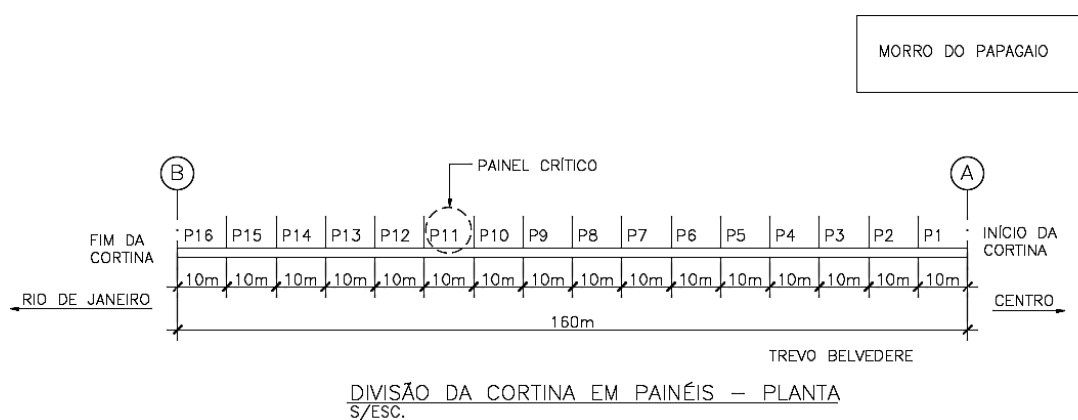 MORRO DO PAPAGAIO
B
PAINEL CRÍTICO
A
FIM DA
CORTINA
P16 P15 P14 P13 P12 P11 P10 P9 P8 P7 P6 P5 P4 P3 P2 P1
INÍCIO DA
CORTINA
10m 10m 10m 10m 10m 10m 10m 10m 10m 10m 10m 10m 10m 10m 10m 10m
RIO DE JANEIRO
CENTRO
160m
TREVO BELVEDERE
DIVISÃO DA CORTINA EM PAINÉIS – PLANTA
S/ESC.